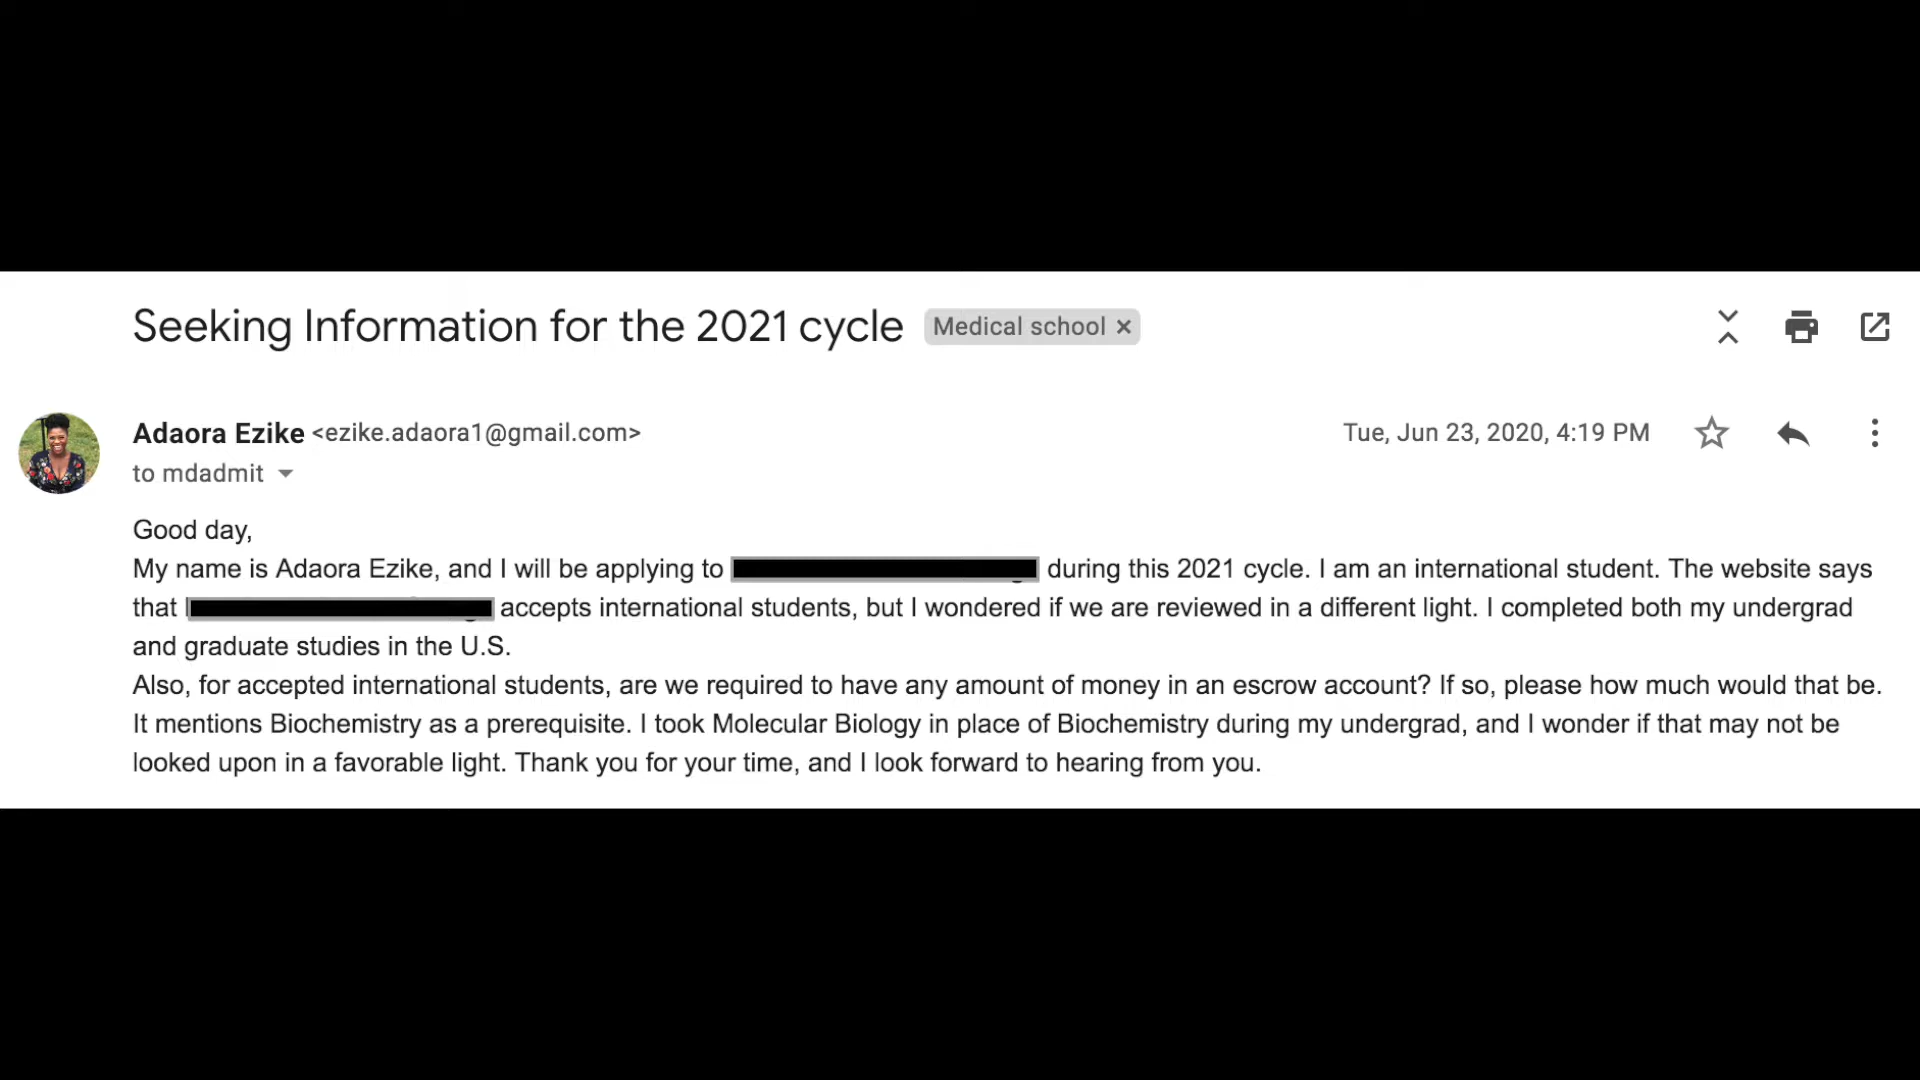 Seeking Information for the 2021 cycle Medical school ×
Adaora Ezike <ezike.adaora1@gmail.com> Tue, Jun 23, 2020, 4:19 PM
to mdadmit
Good day,
My name is Adaora Ezike, and I will be applying to during this 2021 cycle. I am an international student. The website says
that accepts international students, but I wondered if we are reviewed in a different light. I completed both my undergrad
and graduate studies in the U.S.
Also, for accepted international students, are we required to have any amount of money in an escrow account? If so, please how much would that be.
It mentions Biochemistry as a prerequisite. I took Molecular Biology in place of Biochemistry during my undergrad, and I wonder if that may not be
looked upon in a favorable light. Thank you for your time, and I look forward to hearing from you.